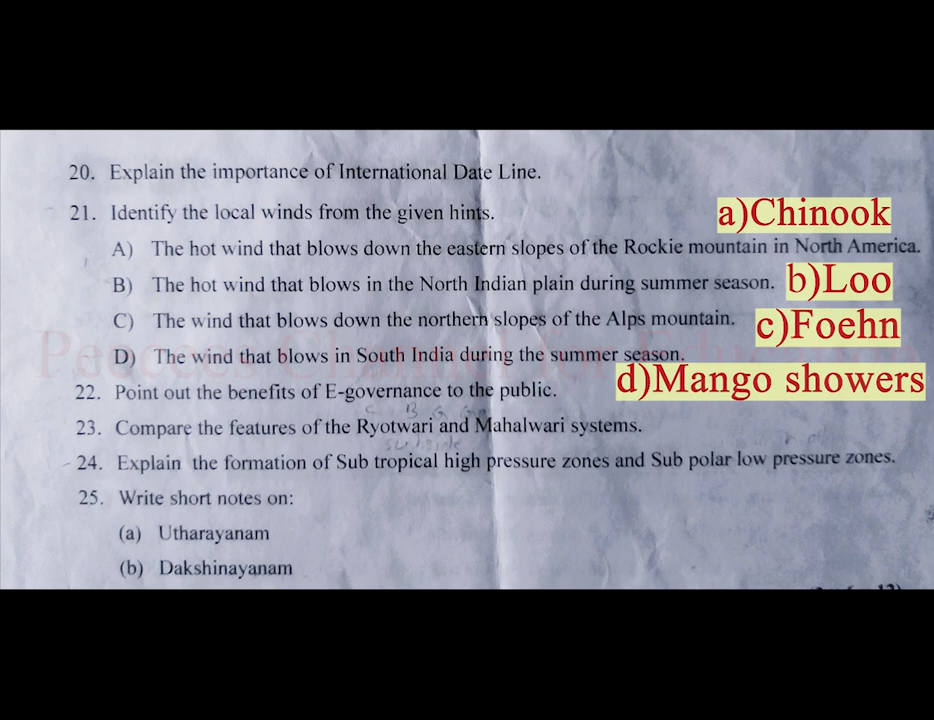 20. Explain the importance of International Date Line.
21. Identify the local winds from the given hints.
a)Chinook
A) The hot wind that blows down the eastern slopes of the Rockie mountain in North America.
B) The hot wind that blows in the North Indian plain during summer season. b)Loo
C) The wind that blows down the northern slopes of the Alps mountain. c)Foehn
D) The wind that blows in South India during the summer season.
d)Mango showers
22. Point out the benefits of E-governance to the public.
23. Compare the features of the Ryotwari and Mahalwari systems.
24. Explain the formation of Sub tropical high pressure zones and Sub polar low pressure zones.
25. Write short notes on:
(a) Utharayanam
(b) Dakshinayanam